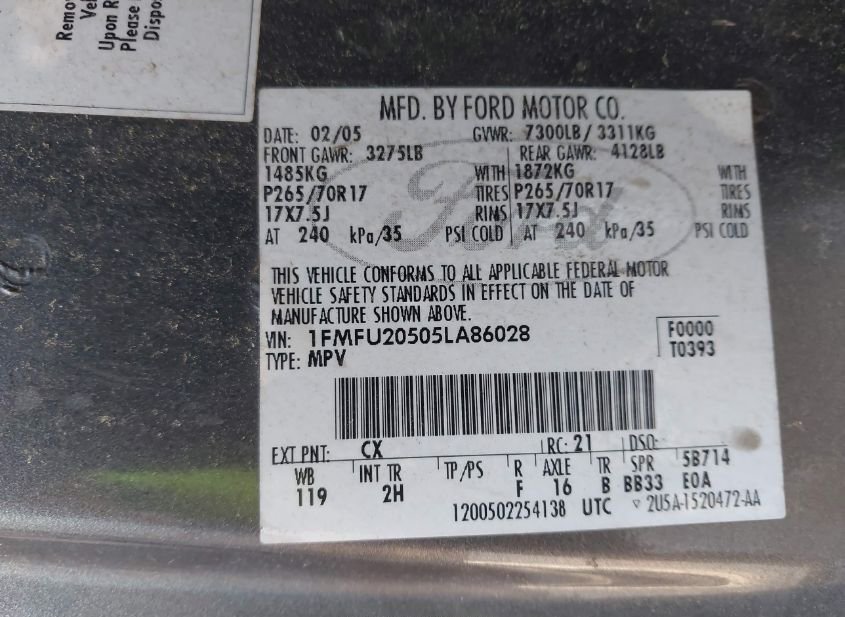 Remo
Veh
Upon R
Please
Dispo
MFD. BY FORD MOTOR CO.
DATE: 02/05 GVWR: 7300LB/3311KG
FRONT GAWR: 3275LB REAR GAWR: 4128LB
1485KG WITH 1872KG WITH
P265/70R17 TIRES P265/70R17 TIRES
17X7.5J RIMS 17X7.5J RIMS
AT 240 kPa/35 PSI COLD AT 240 kPa/35 PSI COLD
Ford
THIS VEHICLE CONFORMS TO ALL APPLICABLE FEDERAL MOTOR
VEHICLE SAFETY STANDARDS IN EFFECT ON THE DATE OF
MANUFACTURE SHOWN ABOVE.
VIN: 1FMFU20505LA86028 F0000
TYPE: MPV T0393
EXT PNT: CX RC: 21 DSO:
WB INT TR TP/PS R AXLE TR SPR 5B714
119 2H F 16 B BB33 E0A
1200502254138 UTC ▽ 2U5A-1520472-AA